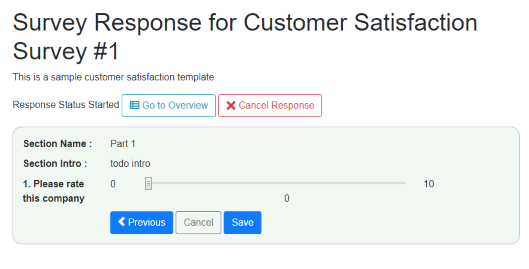 Survey Response for Customer Satisfaction
Survey #1
This is a sample customer satisfaction template
Response Status Started Go to Overview Cancel Response
Section Name : Part 1
Section Intro : todo intro
1. Please rate 0 10
this company 0
Previous Cancel Save